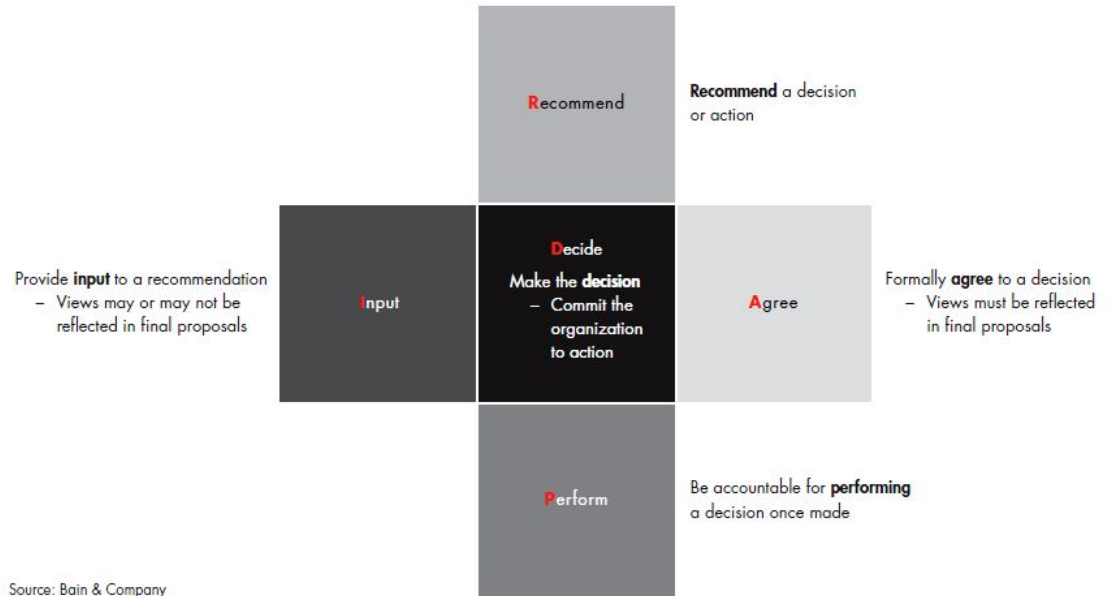 Recommend
Recommend a decision
or action
Provide input to a recommendation
– Views may or may not be
reflected in final proposals
Input
Decide
Make the decision
– Commit the
organization
to action
Agree
Formally agree to a decision
– Views must be reflected
in final proposals
Perform
Be accountable for performing
a decision once made
Source: Bain & Company